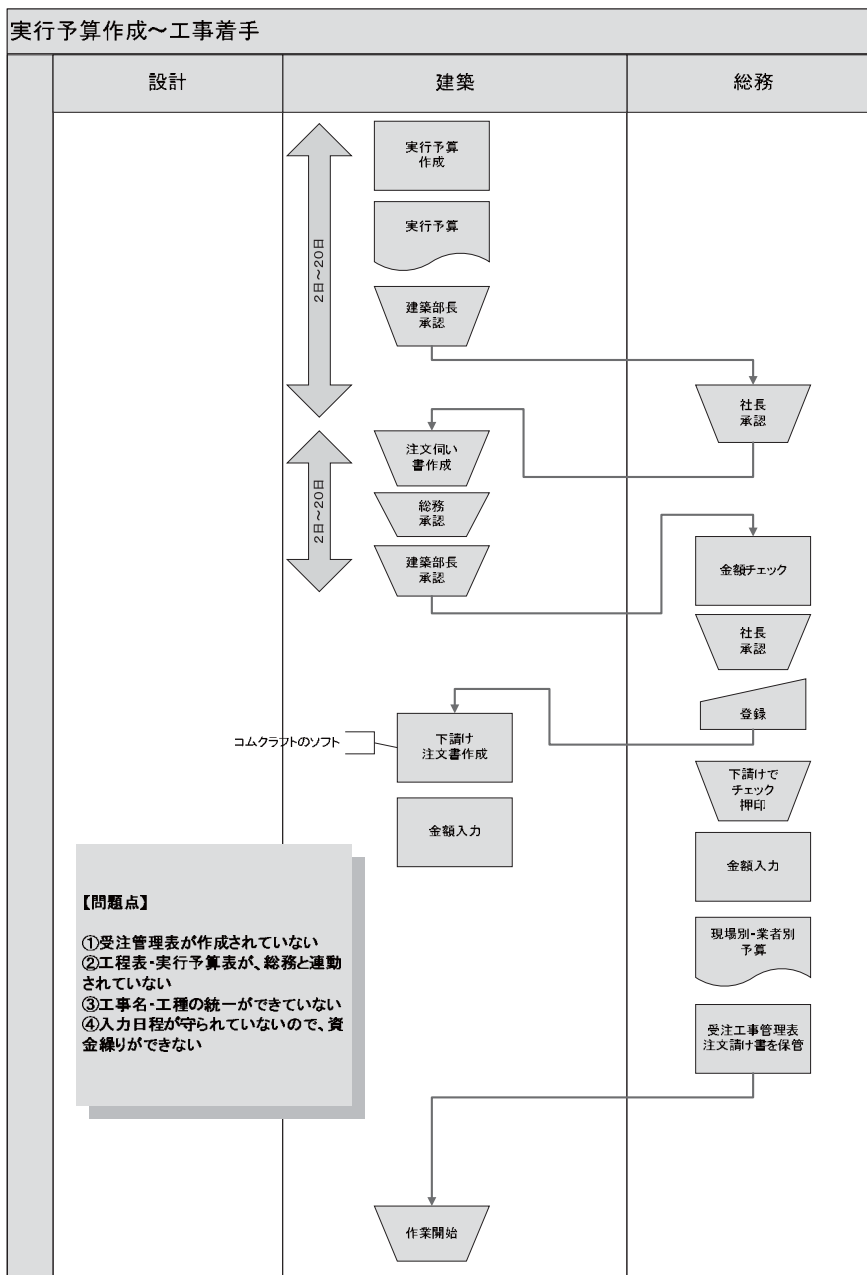 実行予算作成～工事着手
設計
建築
総務
実行予算
作成
実行予算
2日～20日
建築部長
承認
社長
承認
注文伺い
書作成
2日～20日
総務
承認
建築部長
承認
金額チェック
社長
承認
登録
コムクラフトのソフト
下請け
注文書作成
下請けで
チェック
押印
金額入力
金額入力
【問題点】
①受注管理表が作成されていない
②工程表・実行予算表が、総務と連動
されていない
③工事名・工種の統一ができていない
④入力日程が守られていないので、資
金繰りができない
現場別・業者別
予算
受注工事管理表
注文請け書を保管
作業開始